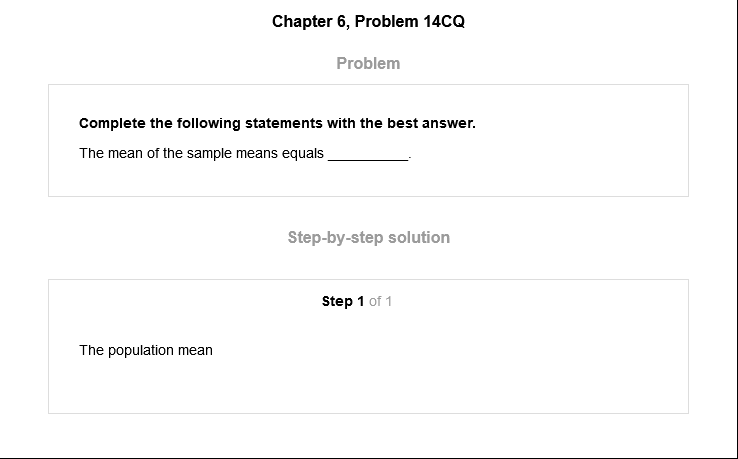 Chapter 6, Problem 14CQ
Problem
Complete the following statements with the best answer.
The mean of the sample means equals __________.
Step-by-step solution
Step 1 of 1
The population mean